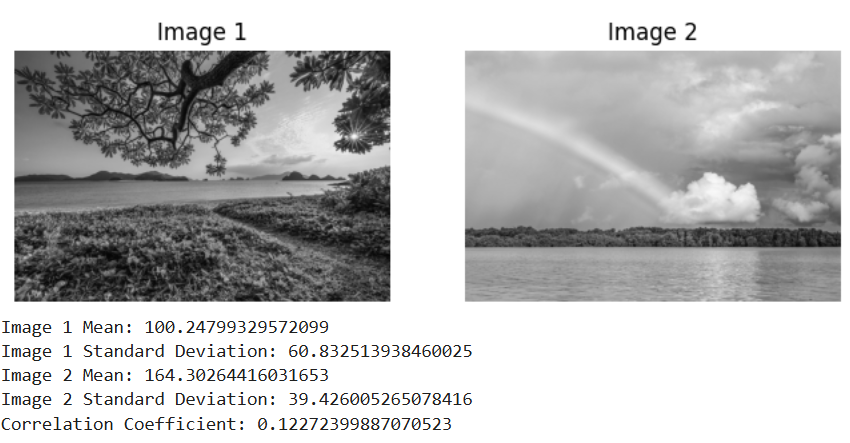 Image 1
Image 2
Image 1 Mean: 100.24799329572099
Image 1 Standard Deviation: 60.832513938460025
Image 2 Mean: 164.30264416031653
Image 2 Standard Deviation: 39.426005265078416
Correlation Coefficient: 0.12272399887070523